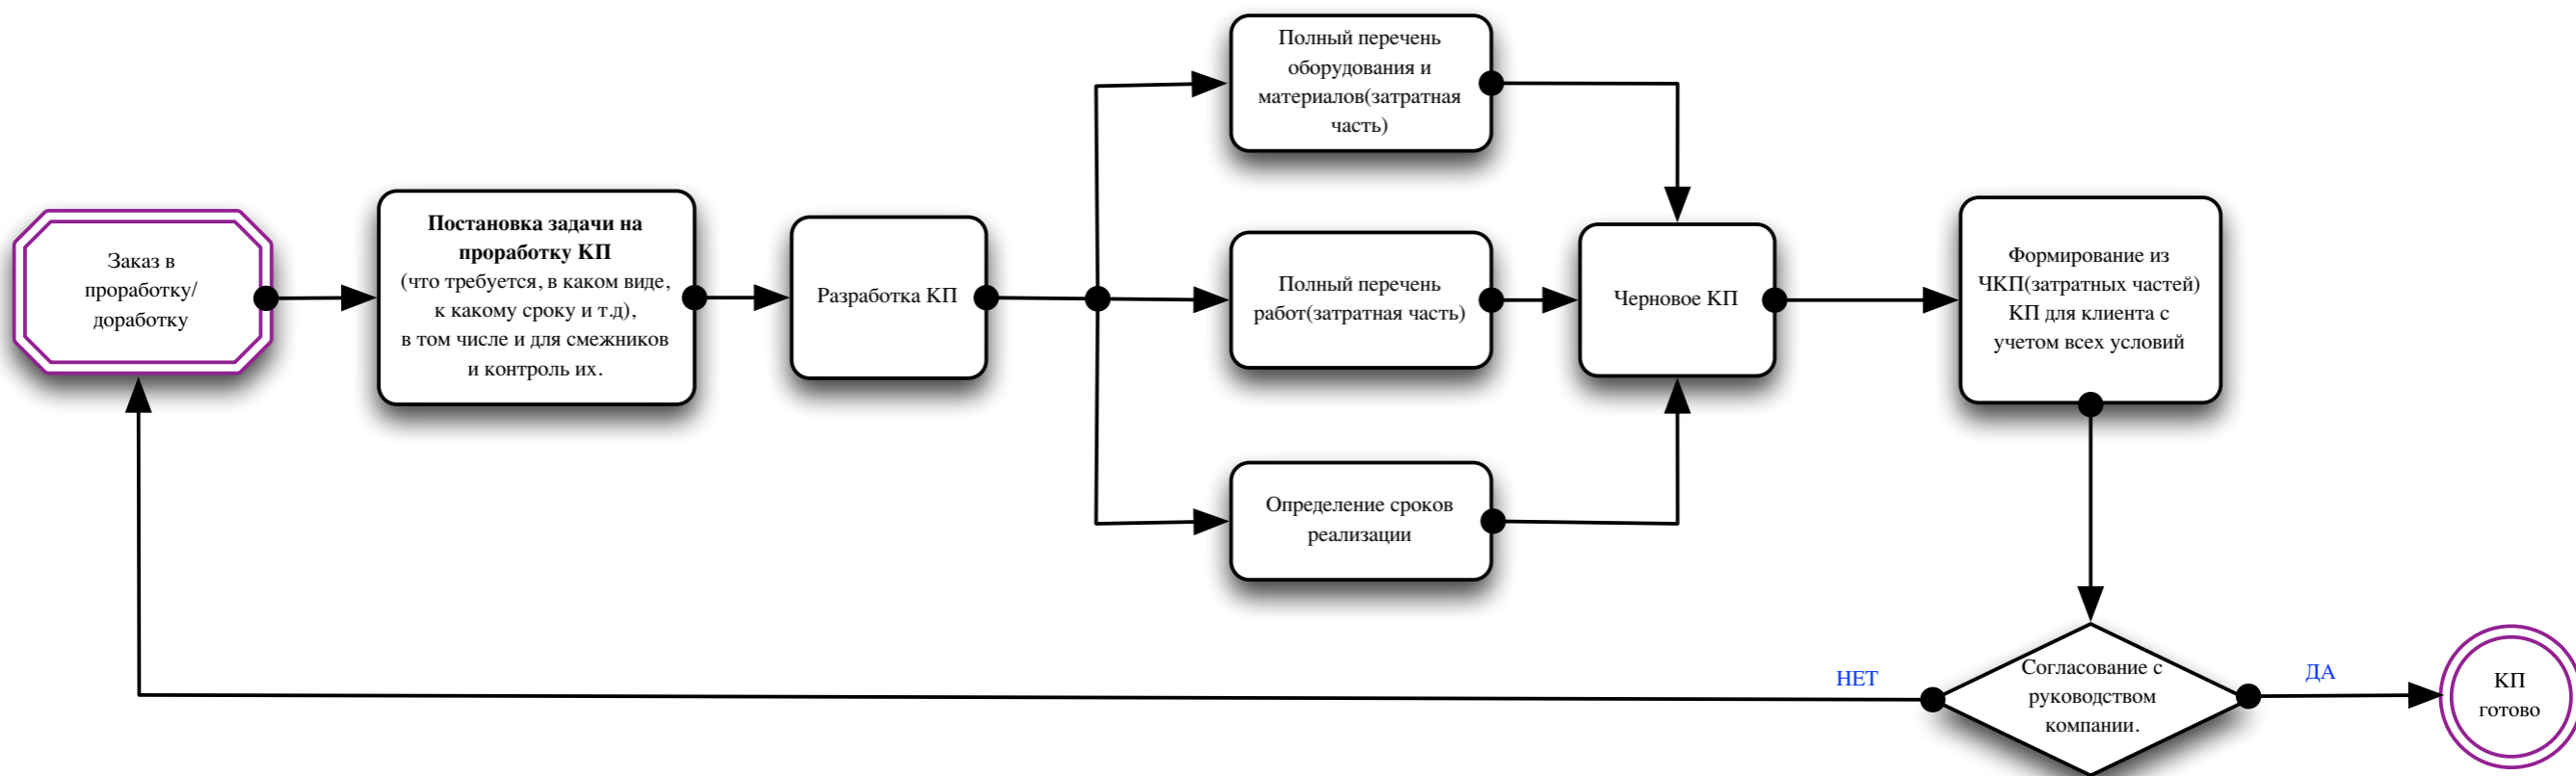 Заказ в
проработку/
доработку
Постановка задачи на
проработку КП
(что требуется, в каком виде,
к какому сроку и т.д),
в том числе и для смежников
и контроль их.
Разработка КП
Полный перечень
оборудования и
материалов(затратная
часть)
Полный перечень
работ(затратная часть)
Определение сроков
реализации
Черновое КП
Формирование из
ЧКП(затратных частей)
КП для клиента с
учетом всех условий
Согласование с
руководством
компании.
НЕТ
ДА
КП
готово